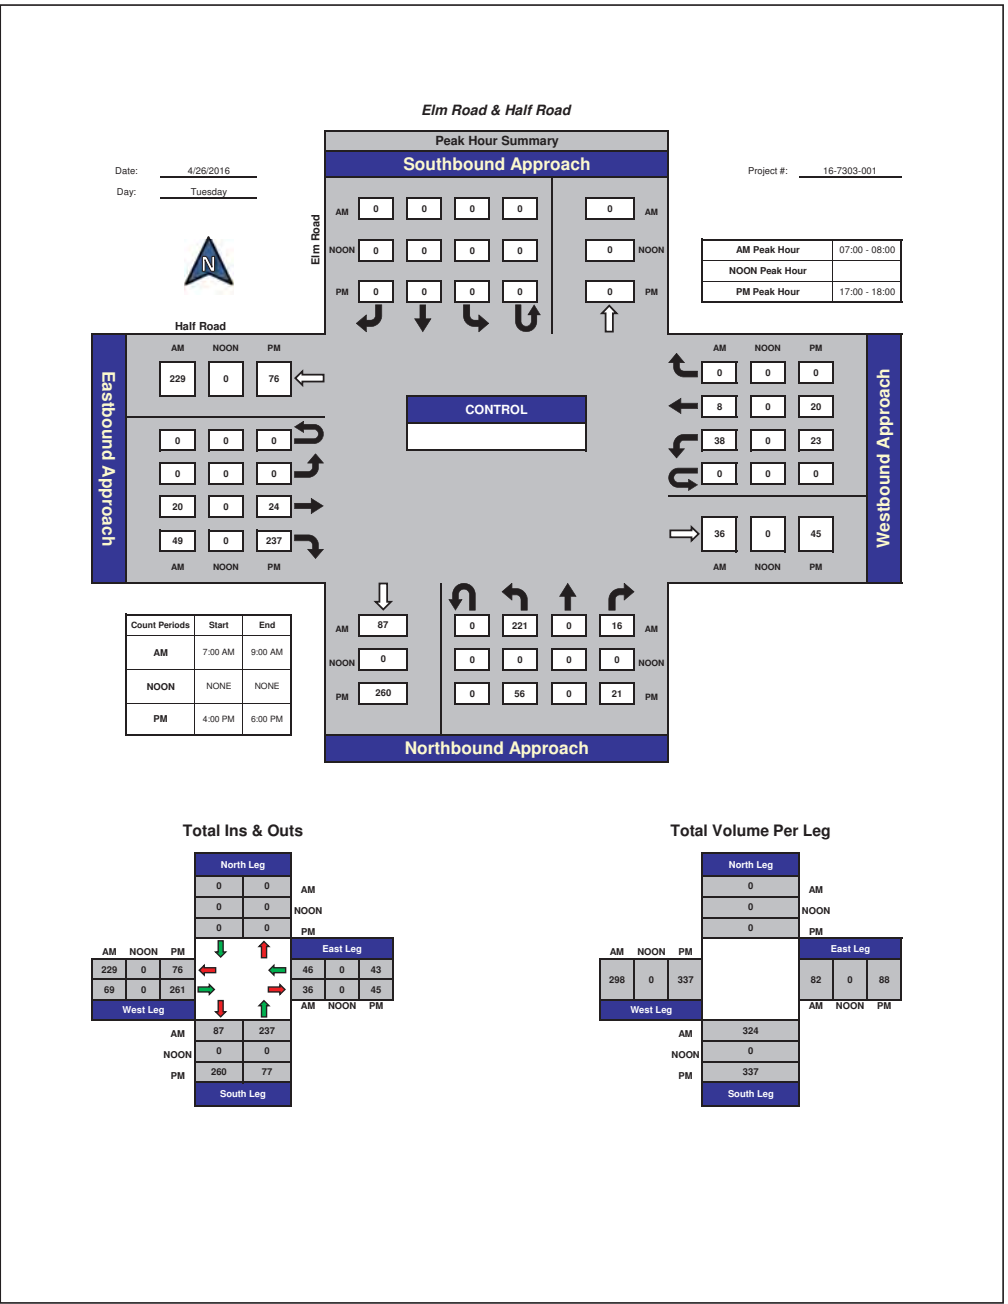 Elm Road & Half Road
Peak Hour Summary
Southbound Approach
Date: 4/26/2016
Day: Tuesday
Project #: 16-7303-001
N
Elm Road
AM 0 0 0 0 0 AM
NOON 0 0 0 0 0 NOON
PM 0 0 0 0 0 PM
AM Peak Hour 07:00 - 08:00
NOON Peak Hour
PM Peak Hour 17:00 - 18:00
Half Road
Eastbound Approach
AM NOON PM
229 0 76
0 0 0
0 0 0
20 0 24
49 0 237
AM NOON PM
CONTROL
Westbound Approach
AM NOON PM
0 0 0
8 0 20
38 0 23
0 0 0
36 0 45
AM NOON PM
AM 87 0 221 0 16 AM
NOON 0 0 0 0 0 NOON
PM 260 0 56 0 21 PM
Northbound Approach
Count Periods Start End
AM 7:00 AM 9:00 AM
NOON NONE NONE
PM 4:00 PM 6:00 PM
Total Ins & Outs
North Leg
0 0 AM
0 0 NOON
0 0 PM
AM NOON PM
229 0 76
69 0 261
West Leg
East Leg
46 0 43
36 0 45
AM NOON PM
AM 87 237
NOON 0 0
PM 260 77
South Leg
Total Volume Per Leg
North Leg
0 AM
0 NOON
0 PM
AM NOON PM
298 0 337
West Leg
East Leg
82 0 88
AM NOON PM
AM 324
NOON 0
PM 337
South Leg